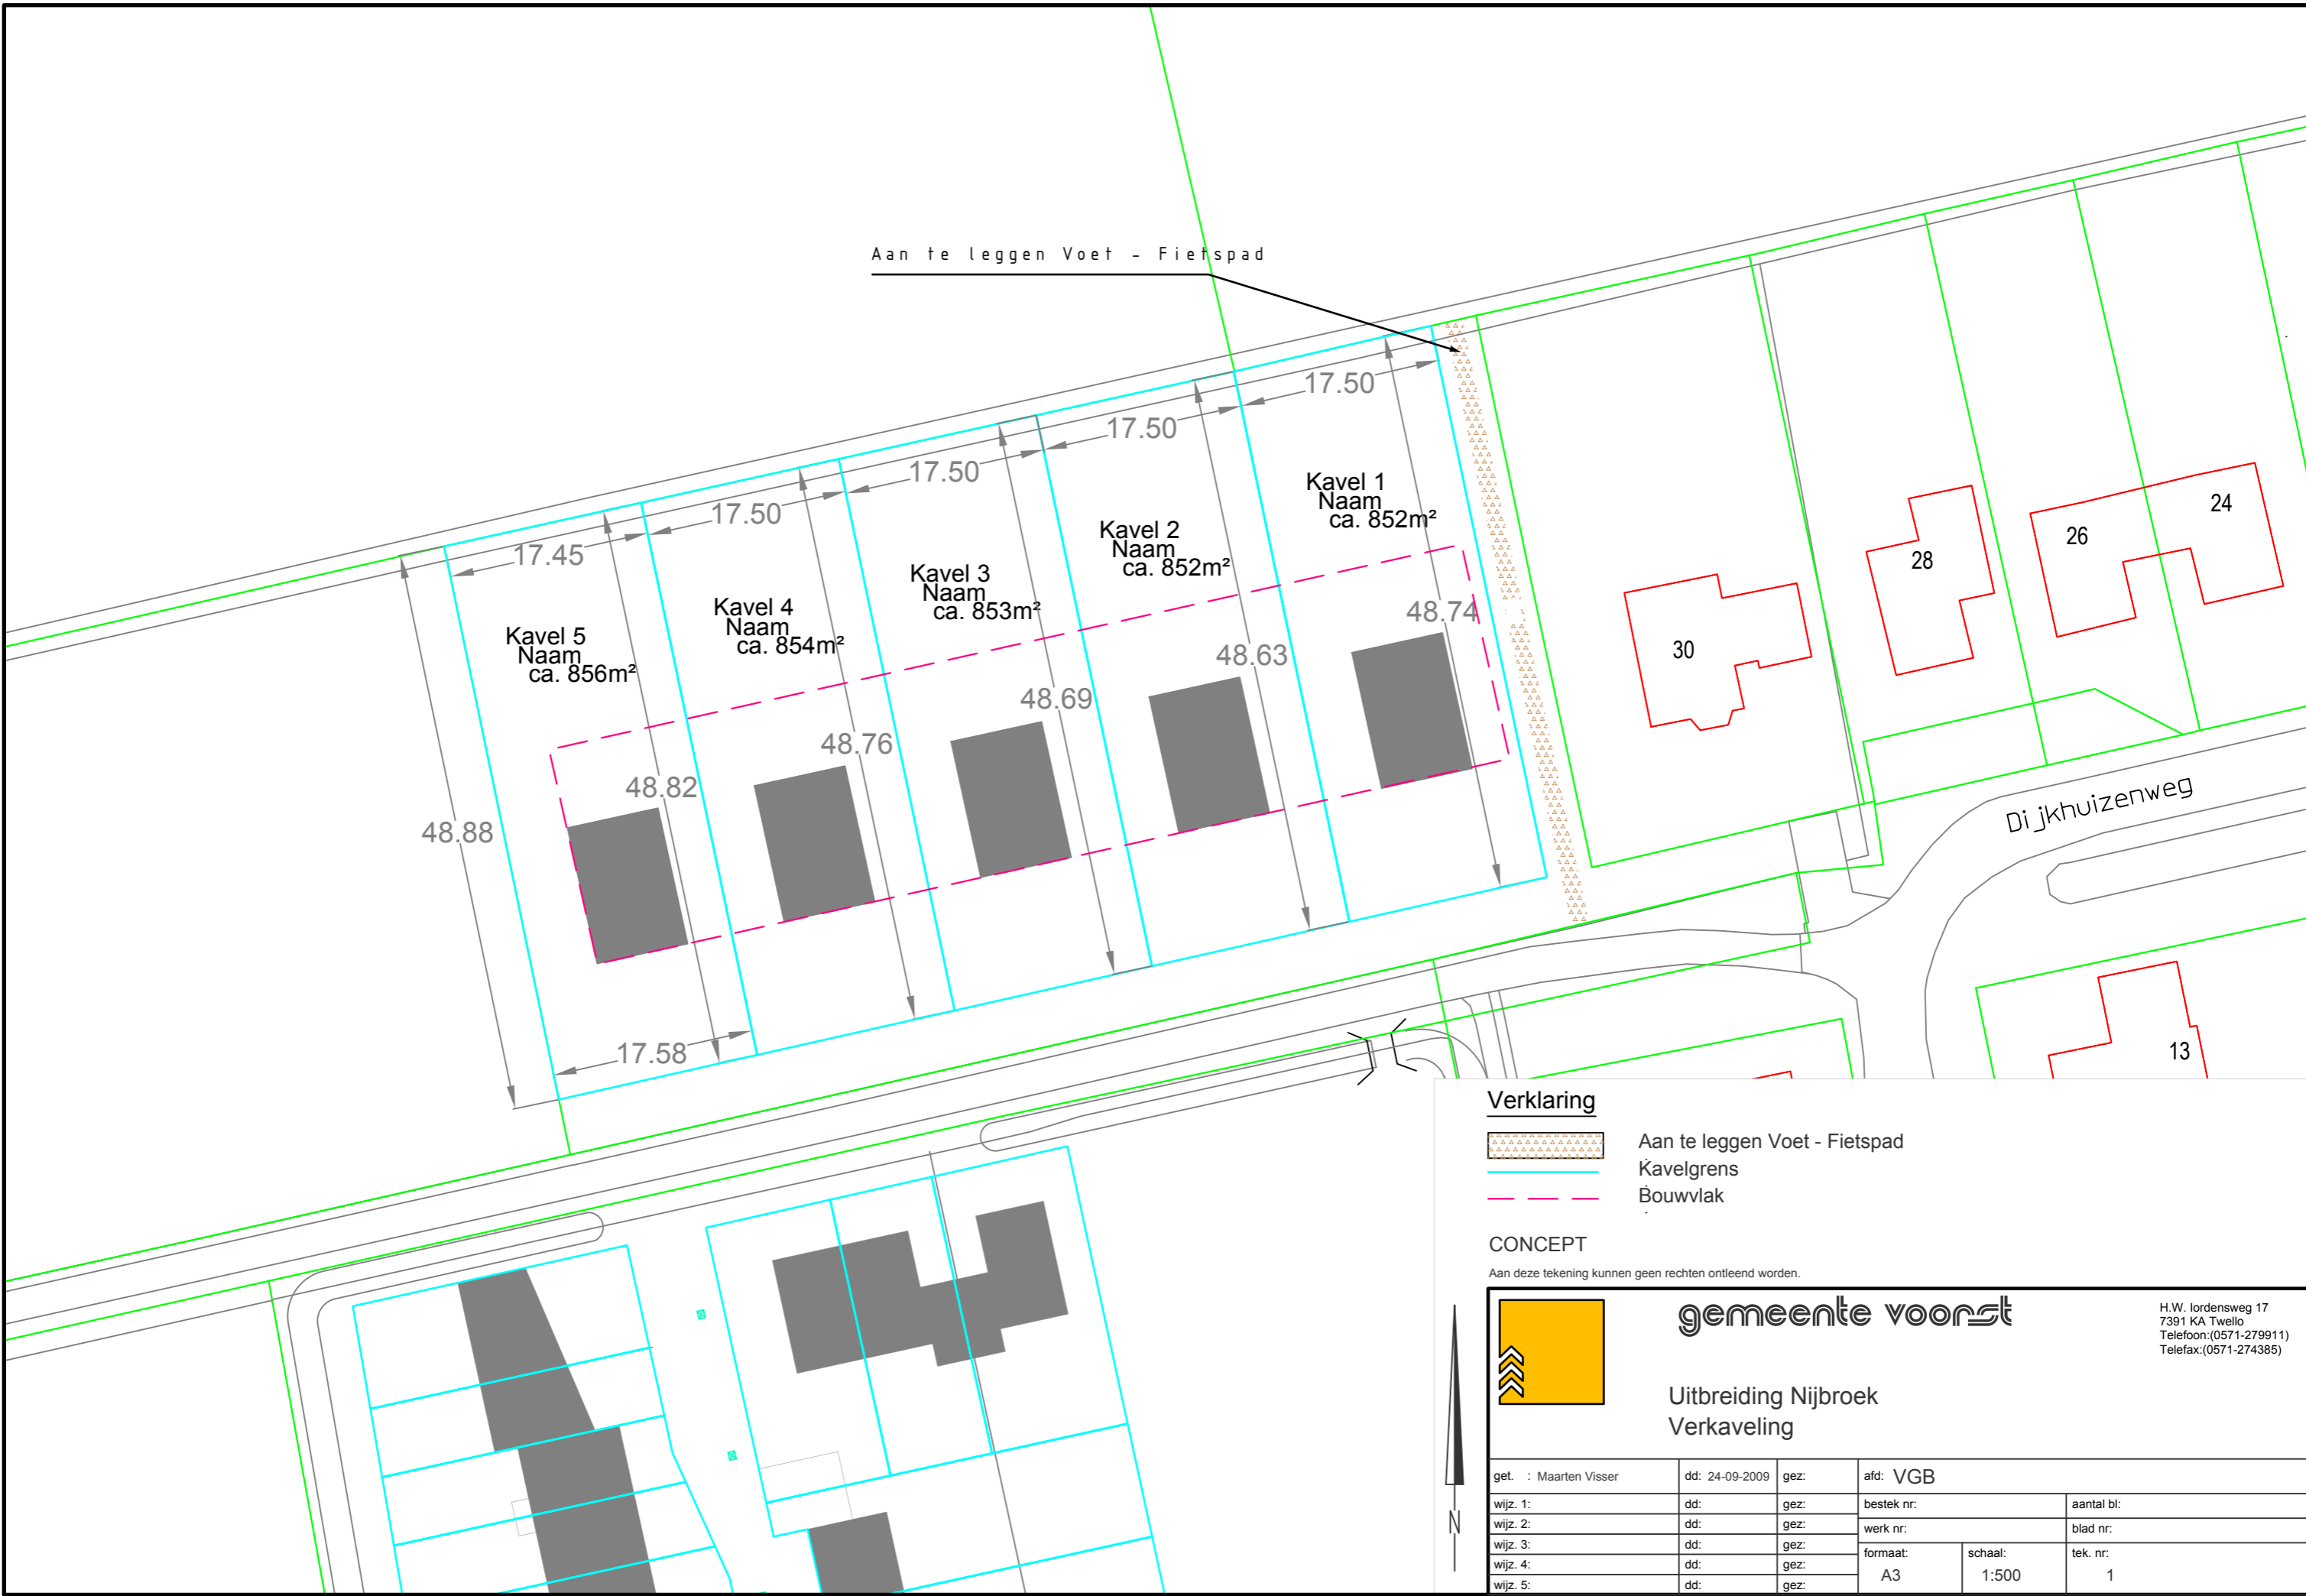 Aan te leggen Voet - Fietspad
17.50
17.50
17.50
17.50
17.45
Kavel 1
Naam
ca. 852m²
Kavel 2
Naam
ca. 852m²
Kavel 3
Naam
ca. 853m²
Kavel 4
Naam
ca. 854m²
Kavel 5
Naam
ca. 856m²
48.74
48.63
48.69
48.76
48.82
48.88
17.58
30
28
26
24
13
Dijkhuizenweg
Verklaring
Aan te leggen Voet - Fietspad
Kavelgrens
Bouwvlak
CONCEPT
Aan deze tekening kunnen geen rechten ontleend worden.
gemeente voorst
H.W. Iordensweg 17
7391 KA Twello
Telefoon:(0571-279911)
Telefax:(0571-274385)
Uitbreiding Nijbroek
Verkaveling
get. : Maarten Visser dd: 24-09-2009 gez: afd: VGB
wijz. 1: dd: gez: bestek nr: aantal bl:
wijz. 2: dd: gez: werk nr: blad nr:
wijz. 3: dd: gez: formaat: schaal: tek. nr:
wijz. 4: dd: gez: A3 1:500 1
wijz. 5: dd: gez:
N